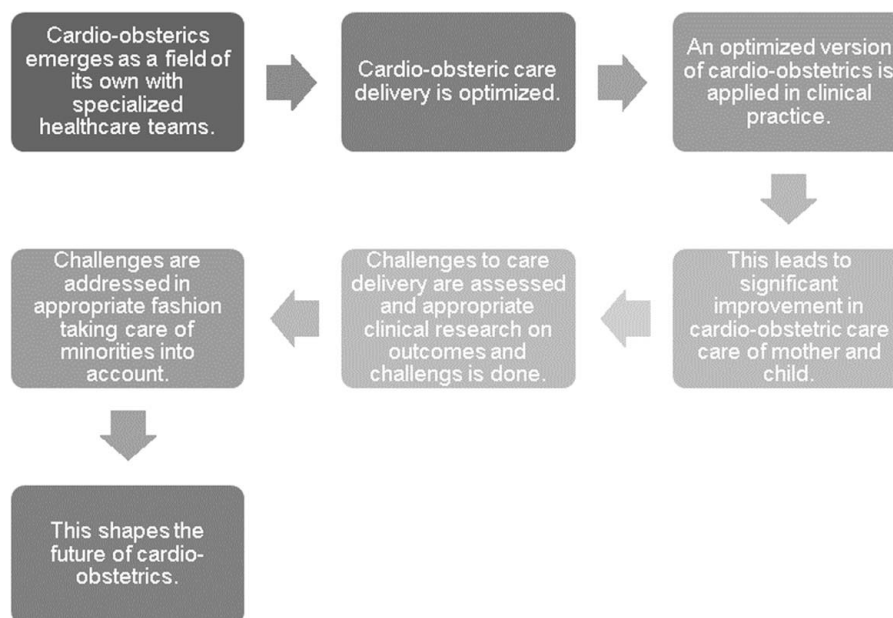 Cardio-obsterics
emerges as a field of
its own with
specialized
healthcare teams.
Cardio-obsteric care
delivery is optimized.
An optimized version
of cardio-obstetrics is
applied in clinical
practice.
This leads to
significant
improvement in
cardio-obstetric care
care of mother and
child.
Challenges to care
delivery are assessed
and appropriate
clinical research on
outcomes and
challengs is done.
Challenges are
addressed in
appropriate fashion
taking care of
minorities into
account.
This shapes the
future of cardio-
obstetrics.